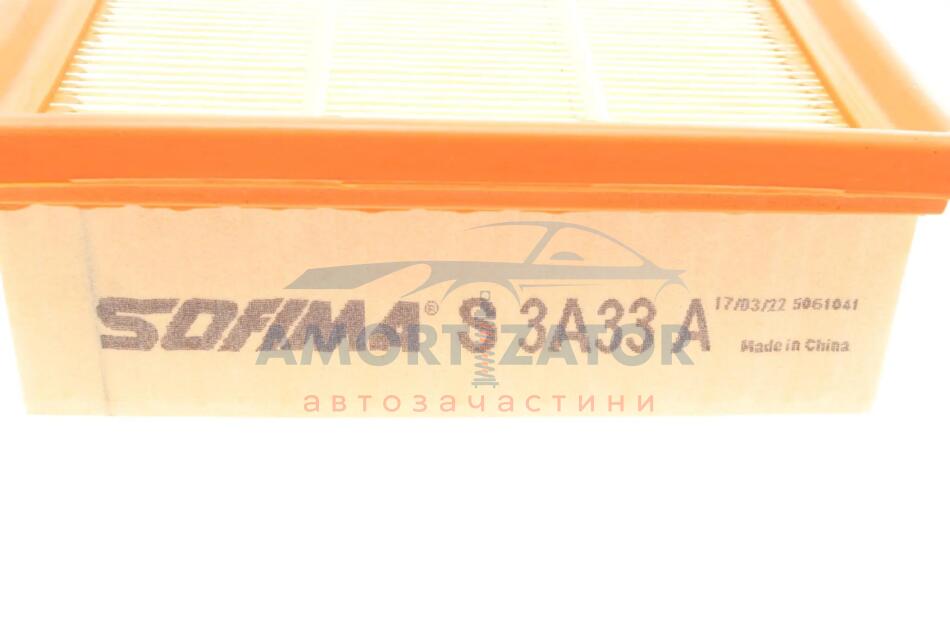 SOFIMA® S 3A33 A 17/03/22 5061041
Made in China
AMORTIZATOR
автозачастини